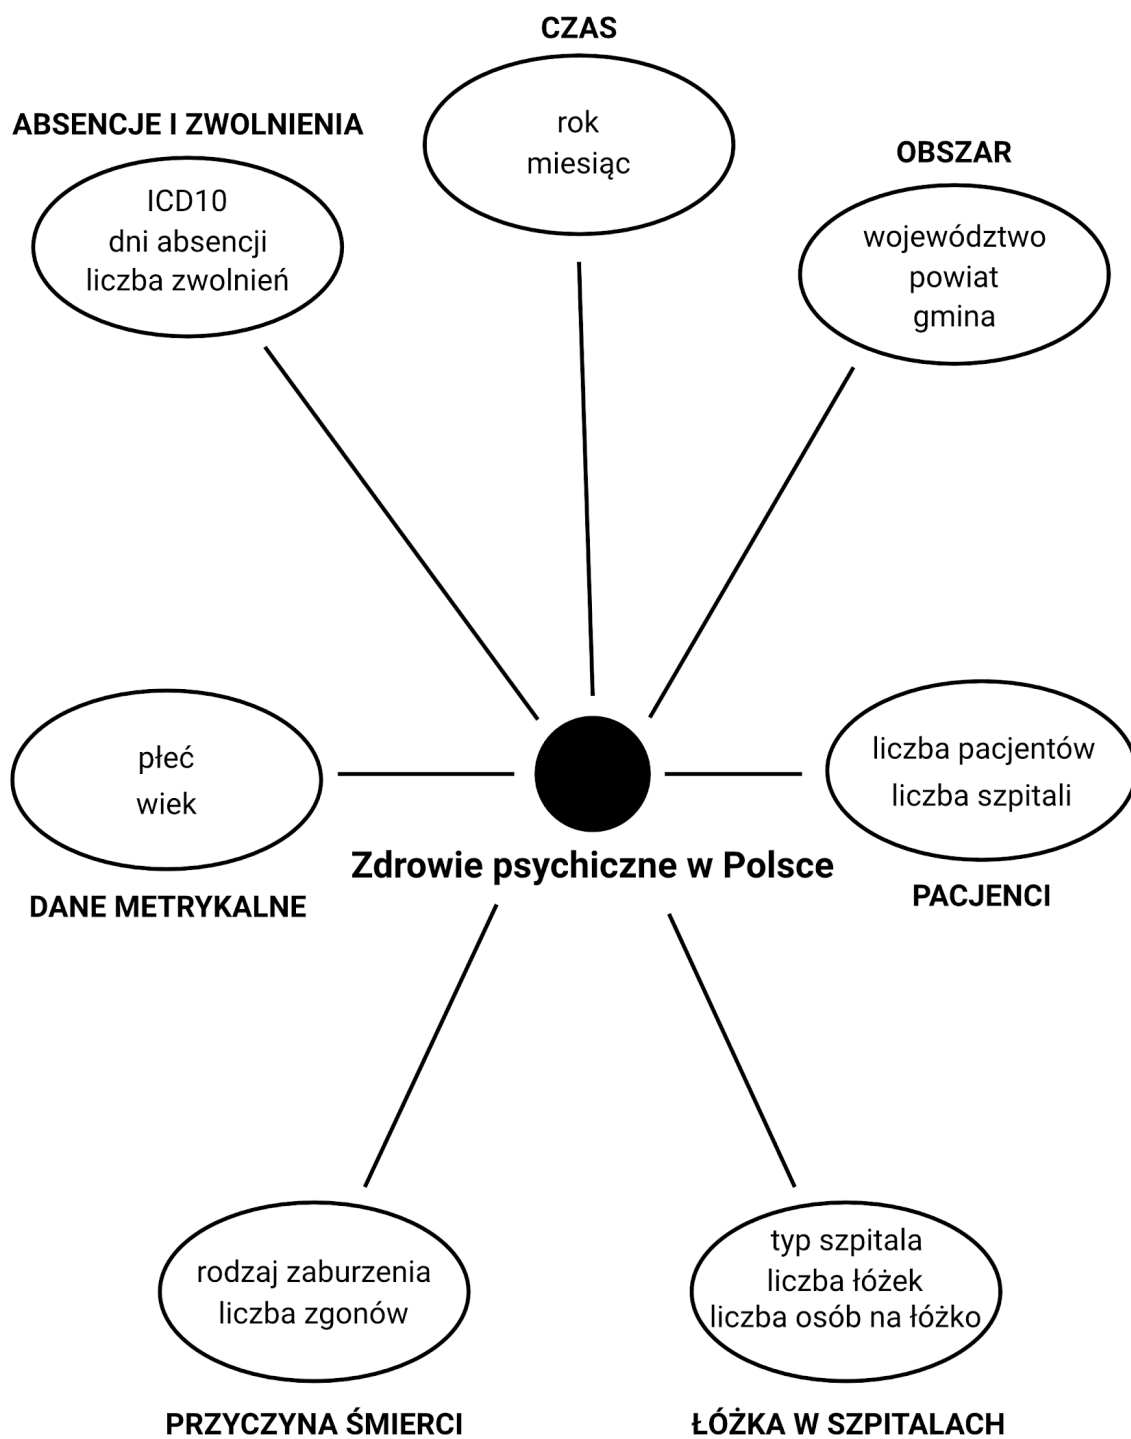 CZAS
rok
miesiąc
ABSENCJE I ZWOLNIENIA
ICD10
dni absencji
liczba zwolnień
OBSZAR
województwo
powiat
gmina
płeć
wiek
DANE METRYKALNE
Zdrowie psychiczne w Polsce
liczba pacjentów
liczba szpitali
PACJENCI
rodzaj zaburzenia
liczba zgonów
PRZYCZYNA ŚMIERCI
typ szpitala
liczba łóżek
liczba osób na łóżko
ŁÓŻKA W SZPITALACH